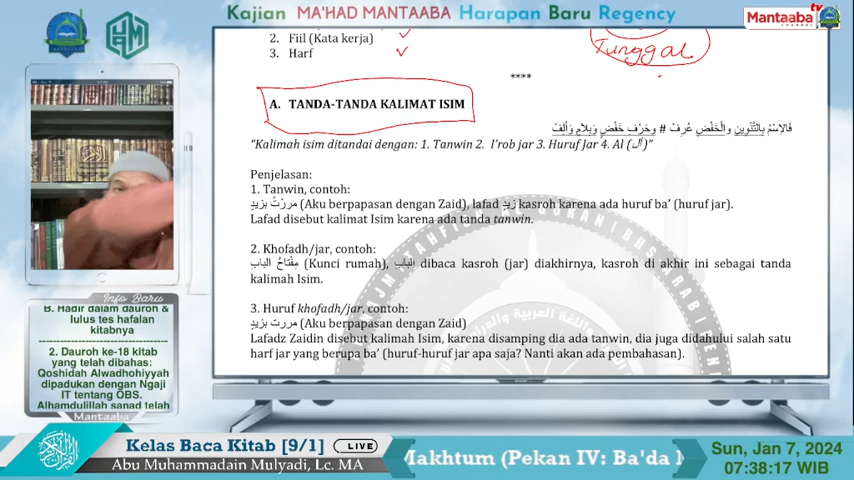 Kajian MA'HAD MANTAABA Harapan Baru Regency
Mantaaba tv
2. Fiil (Kata kerja)
3. Harf
Tunggal
****
A. TANDA-TANDA KALIMAT ISIM
فَالِاسْمُ بِالتَّنْوِينِ وَالْخَفْضِ عُرِفْ # وَحَرْفِ خَفْضٍ وَبِلَامٍ وَأَلِفْ
“Kalimah isim ditandai dengan: 1. Tanwin 2. I’rob jar 3. Huruf Jar 4. Al (أل)”
Penjelasan:
1. Tanwin, contoh:
مررْتُ بزيدٍ (Aku berpapasan dengan Zaid), lafad زيدٍ kasroh karena ada huruf ba’ (huruf jar).
Lafad disebut kalimat Isim karena ada tanda tanwin.
2. Khofadh/jar, contoh:
مِفْتَاحُ البابِ (Kunci rumah), البابِ dibaca kasroh (jar) diakhirnya, kasroh di akhir ini sebagai tanda
kalimah Isim.
3. Huruf khofadh/jar, contoh:
مررت بزيدٍ (Aku berpapasan dengan Zaid)
Lafadz Zaidin disebut kalimah Isim, karena disamping dia ada tanwin, dia juga didahului salah satu
harf jar yang berupa ba’ (huruf-huruf jar apa saja? Nanti akan ada pembahasan).
Info Baru
B. Hadir dalam dauroh &
lulus tes hafalan
kitabnya
2. Dauroh ke-18 kitab
yang telah dibahas:
Qoshidah Alwadhohiyyah
dipadukan dengan Ngaji
IT tentang OBS.
Alhamdulillah sanad telah
Mantaaba
Kelas Baca Kitab [9/1] LIVE
Abu Muhammadain Mulyadi, Lc. MA
Makhtum (Pekan IV: Ba'da
Sun, Jan 7, 2024
07:38:17 WIB